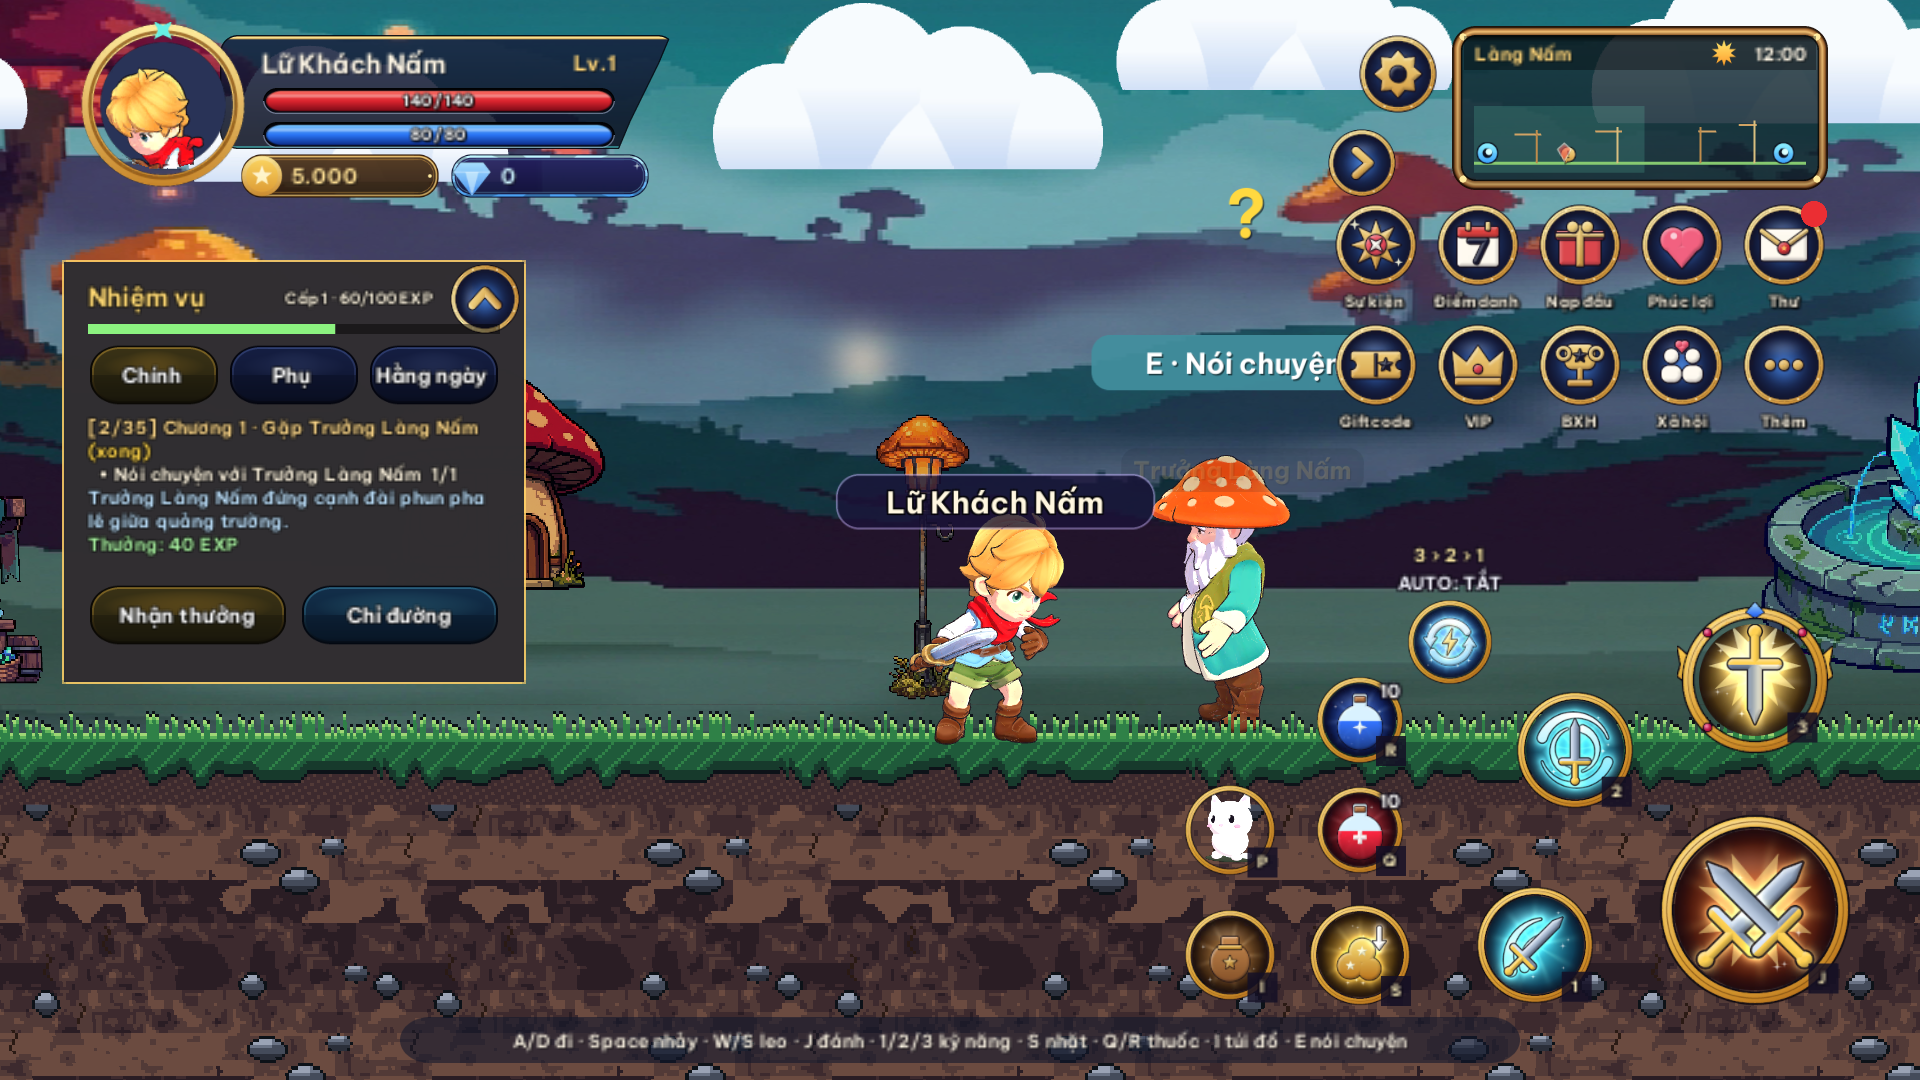 Lữ Khách Nấm
Lv.1
140/140
80/80
5.000
0
Làng Nấm
12:00
Nhiệm vụ
Cấp 1 · 60/100 EXP
Chính
Phụ
Hằng ngày
[2/35] Chương 1 · Gặp Trưởng Làng Nấm
(xong)
• Nói chuyện với Trưởng Làng Nấm 1/1
Trưởng Làng Nấm đứng cạnh đài phun pha
lê giữa quảng trường.
Thưởng: 40 EXP
Nhận thưởng
Chỉ đường
?
7
Sự kiện
Điểm danh
Nạp đầu
Phúc lợi
Thư
E · Nói chuyện
Giftcode
VIP
BXH
Xã hội
Thêm
Trưởng Làng Nấm
Lữ Khách Nấm
3 › 2 › 1
AUTO: TẮT
10
R
3
2
10
Q
P
I
S
1
J
A/D đi · Space nhảy · W/S leo · J đánh · 1/2/3 kỹ năng · S nhặt · Q/R thuốc · I túi đồ · E nói chuyện